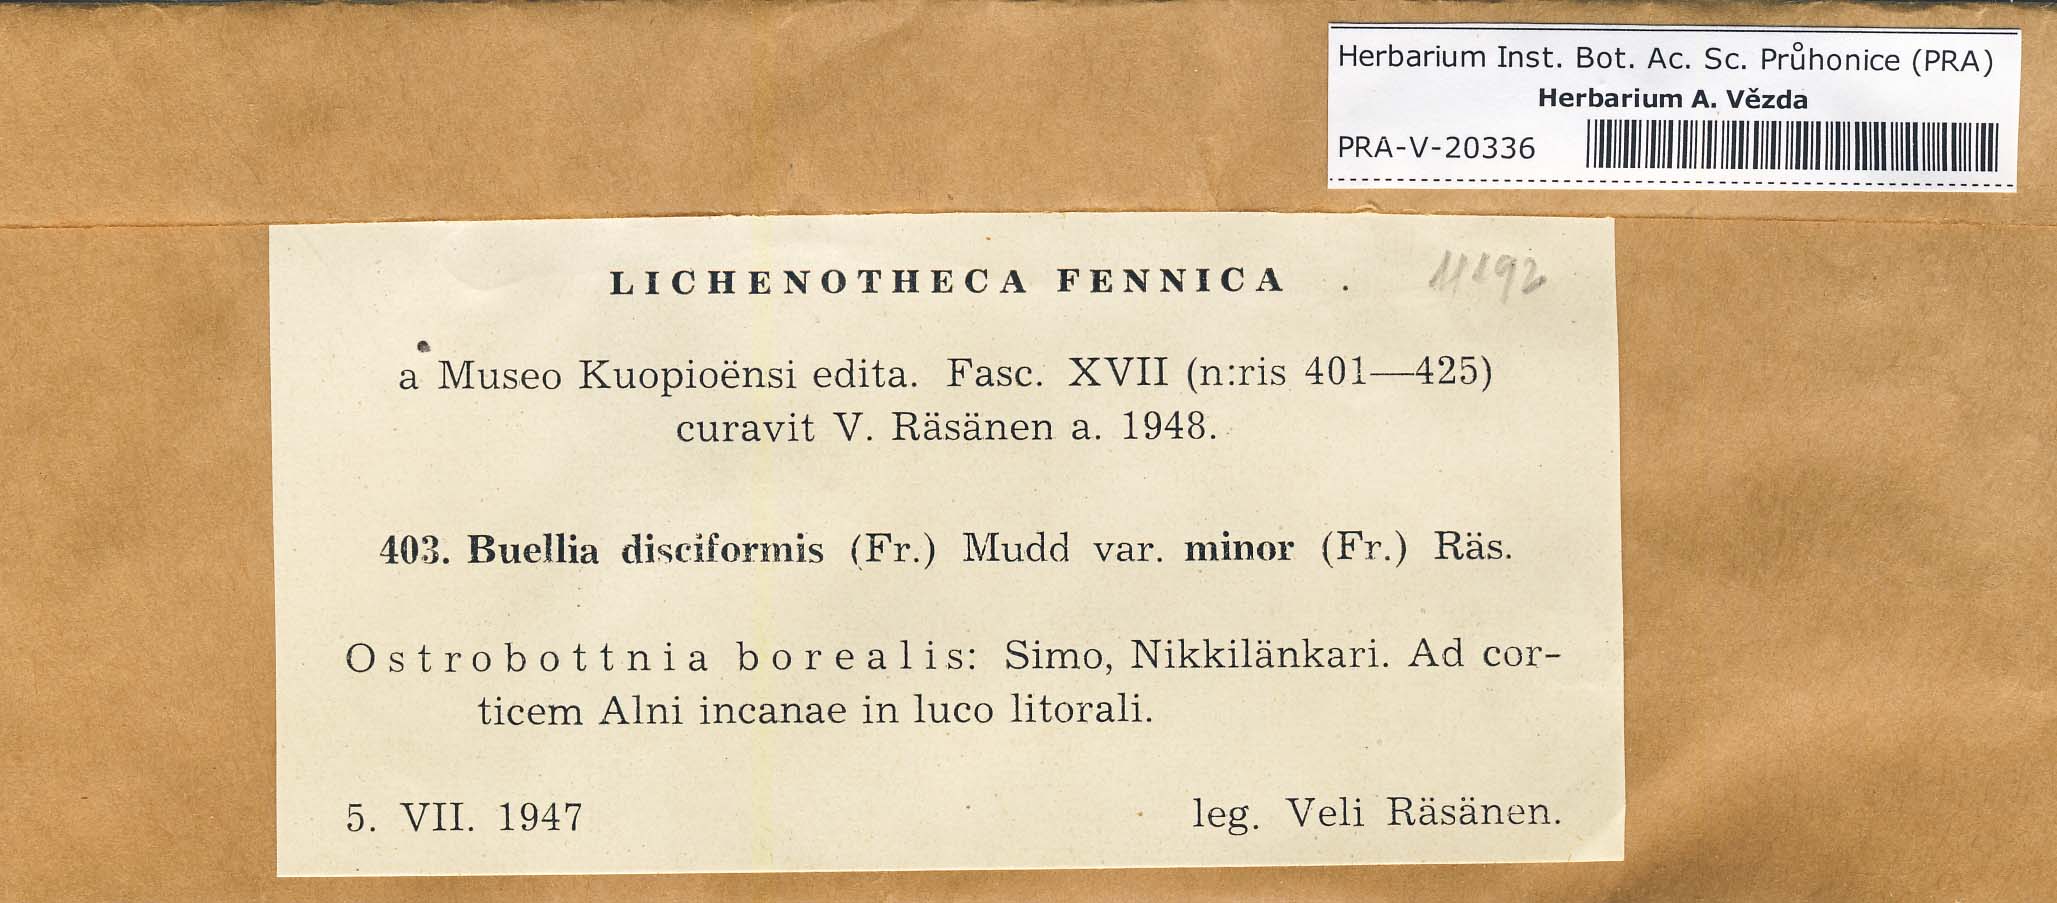 Herbarium Inst. Bot. Ac. Sc. Průhonice (PRA)
Herbarium A. Vězda
PRA-V-20336
LICHENOTHECA FENNICA
a Museo Kuopioënsi edita. Fasc. XVII (n:ris 401—425)
curavit V. Räsänen a. 1948.
403. Buellia disciformis (Fr.) Mudd var. minor (Fr.) Räs.
Ostrobottnia borealis: Simo, Nikkilänkari. Ad cor-
ticem Alni incanae in luco litorali.
5. VII. 1947 leg. Veli Räsänen.